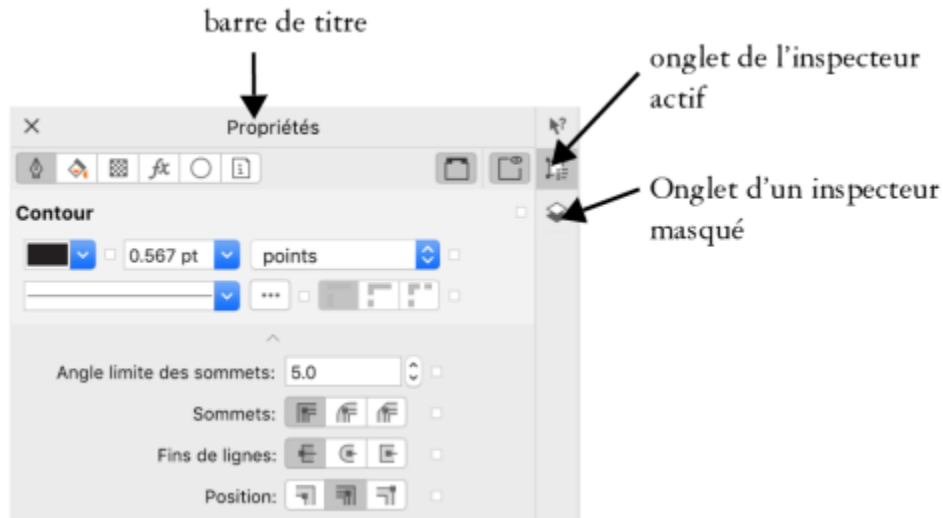 barre de titre
onglet de l'inspecteur
actif
Propriétés
fx
Onglet d'un inspecteur
masqué
Contour
0.567 pt
points
Angle limite des sommets: 5.0
Sommets:
Fins de lignes:
Position: